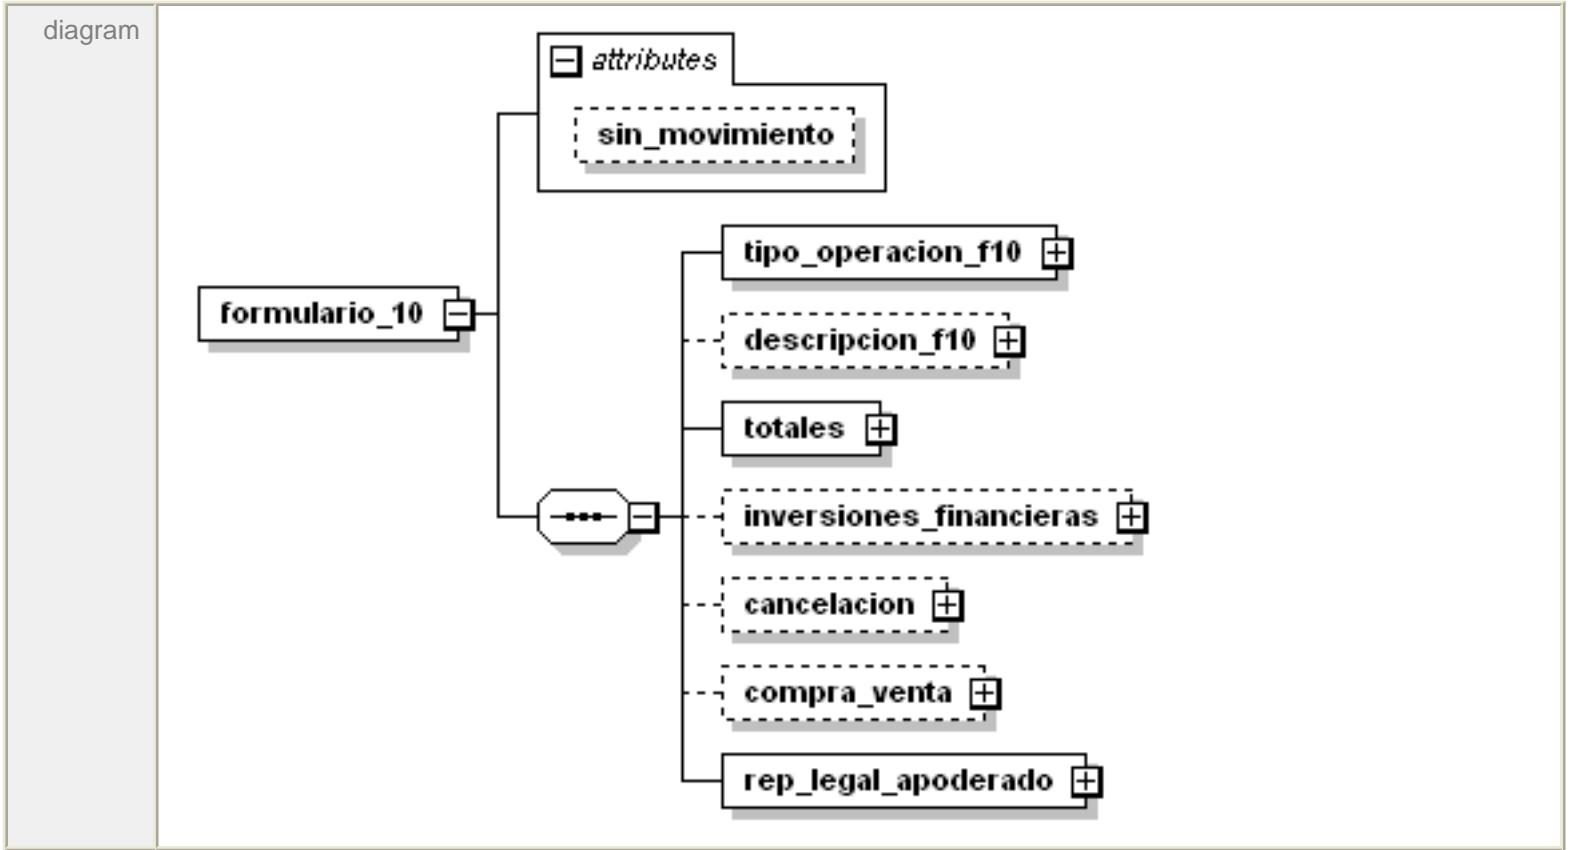 diagram
attributes
sin_movimiento
tipo_operacion_f10
formulario_10
descripcion_f10
totales
inversiones_financieras
cancelacion
compra_venta
rep_legal_apoderado